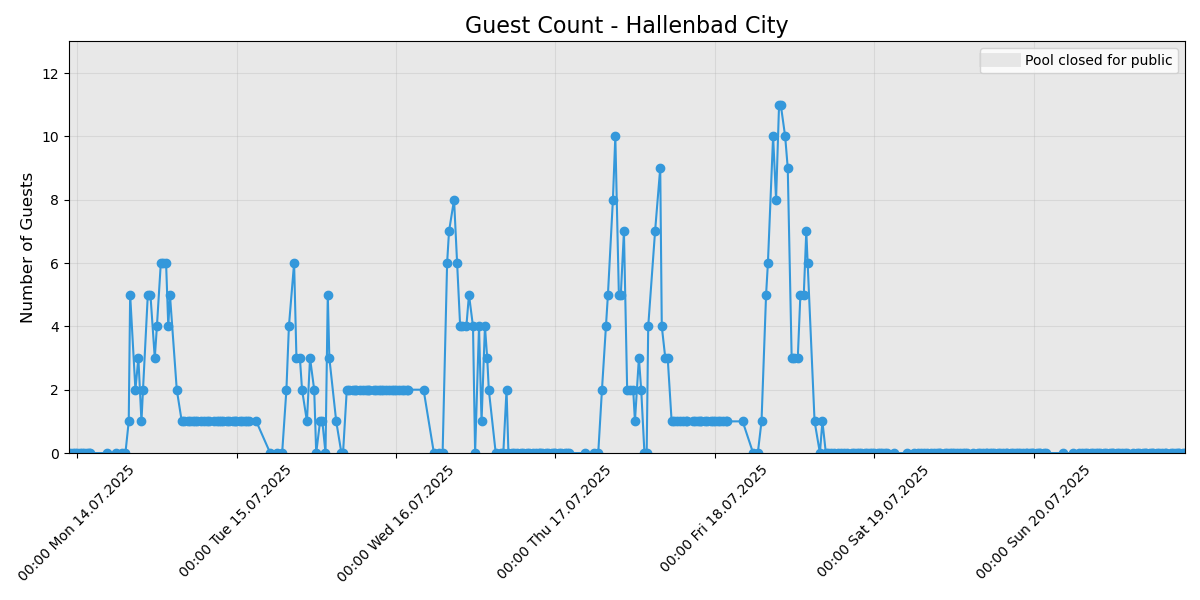 Guest Count - Hallenbad City
Pool closed for public
Number of Guests
12
10
8
6
4
2
0
00:00 Mon 14.07.2025
00:00 Tue 15.07.2025
00:00 Wed 16.07.2025
00:00 Thu 17.07.2025
00:00 Fri 18.07.2025
00:00 Sat 19.07.2025
00:00 Sun 20.07.2025